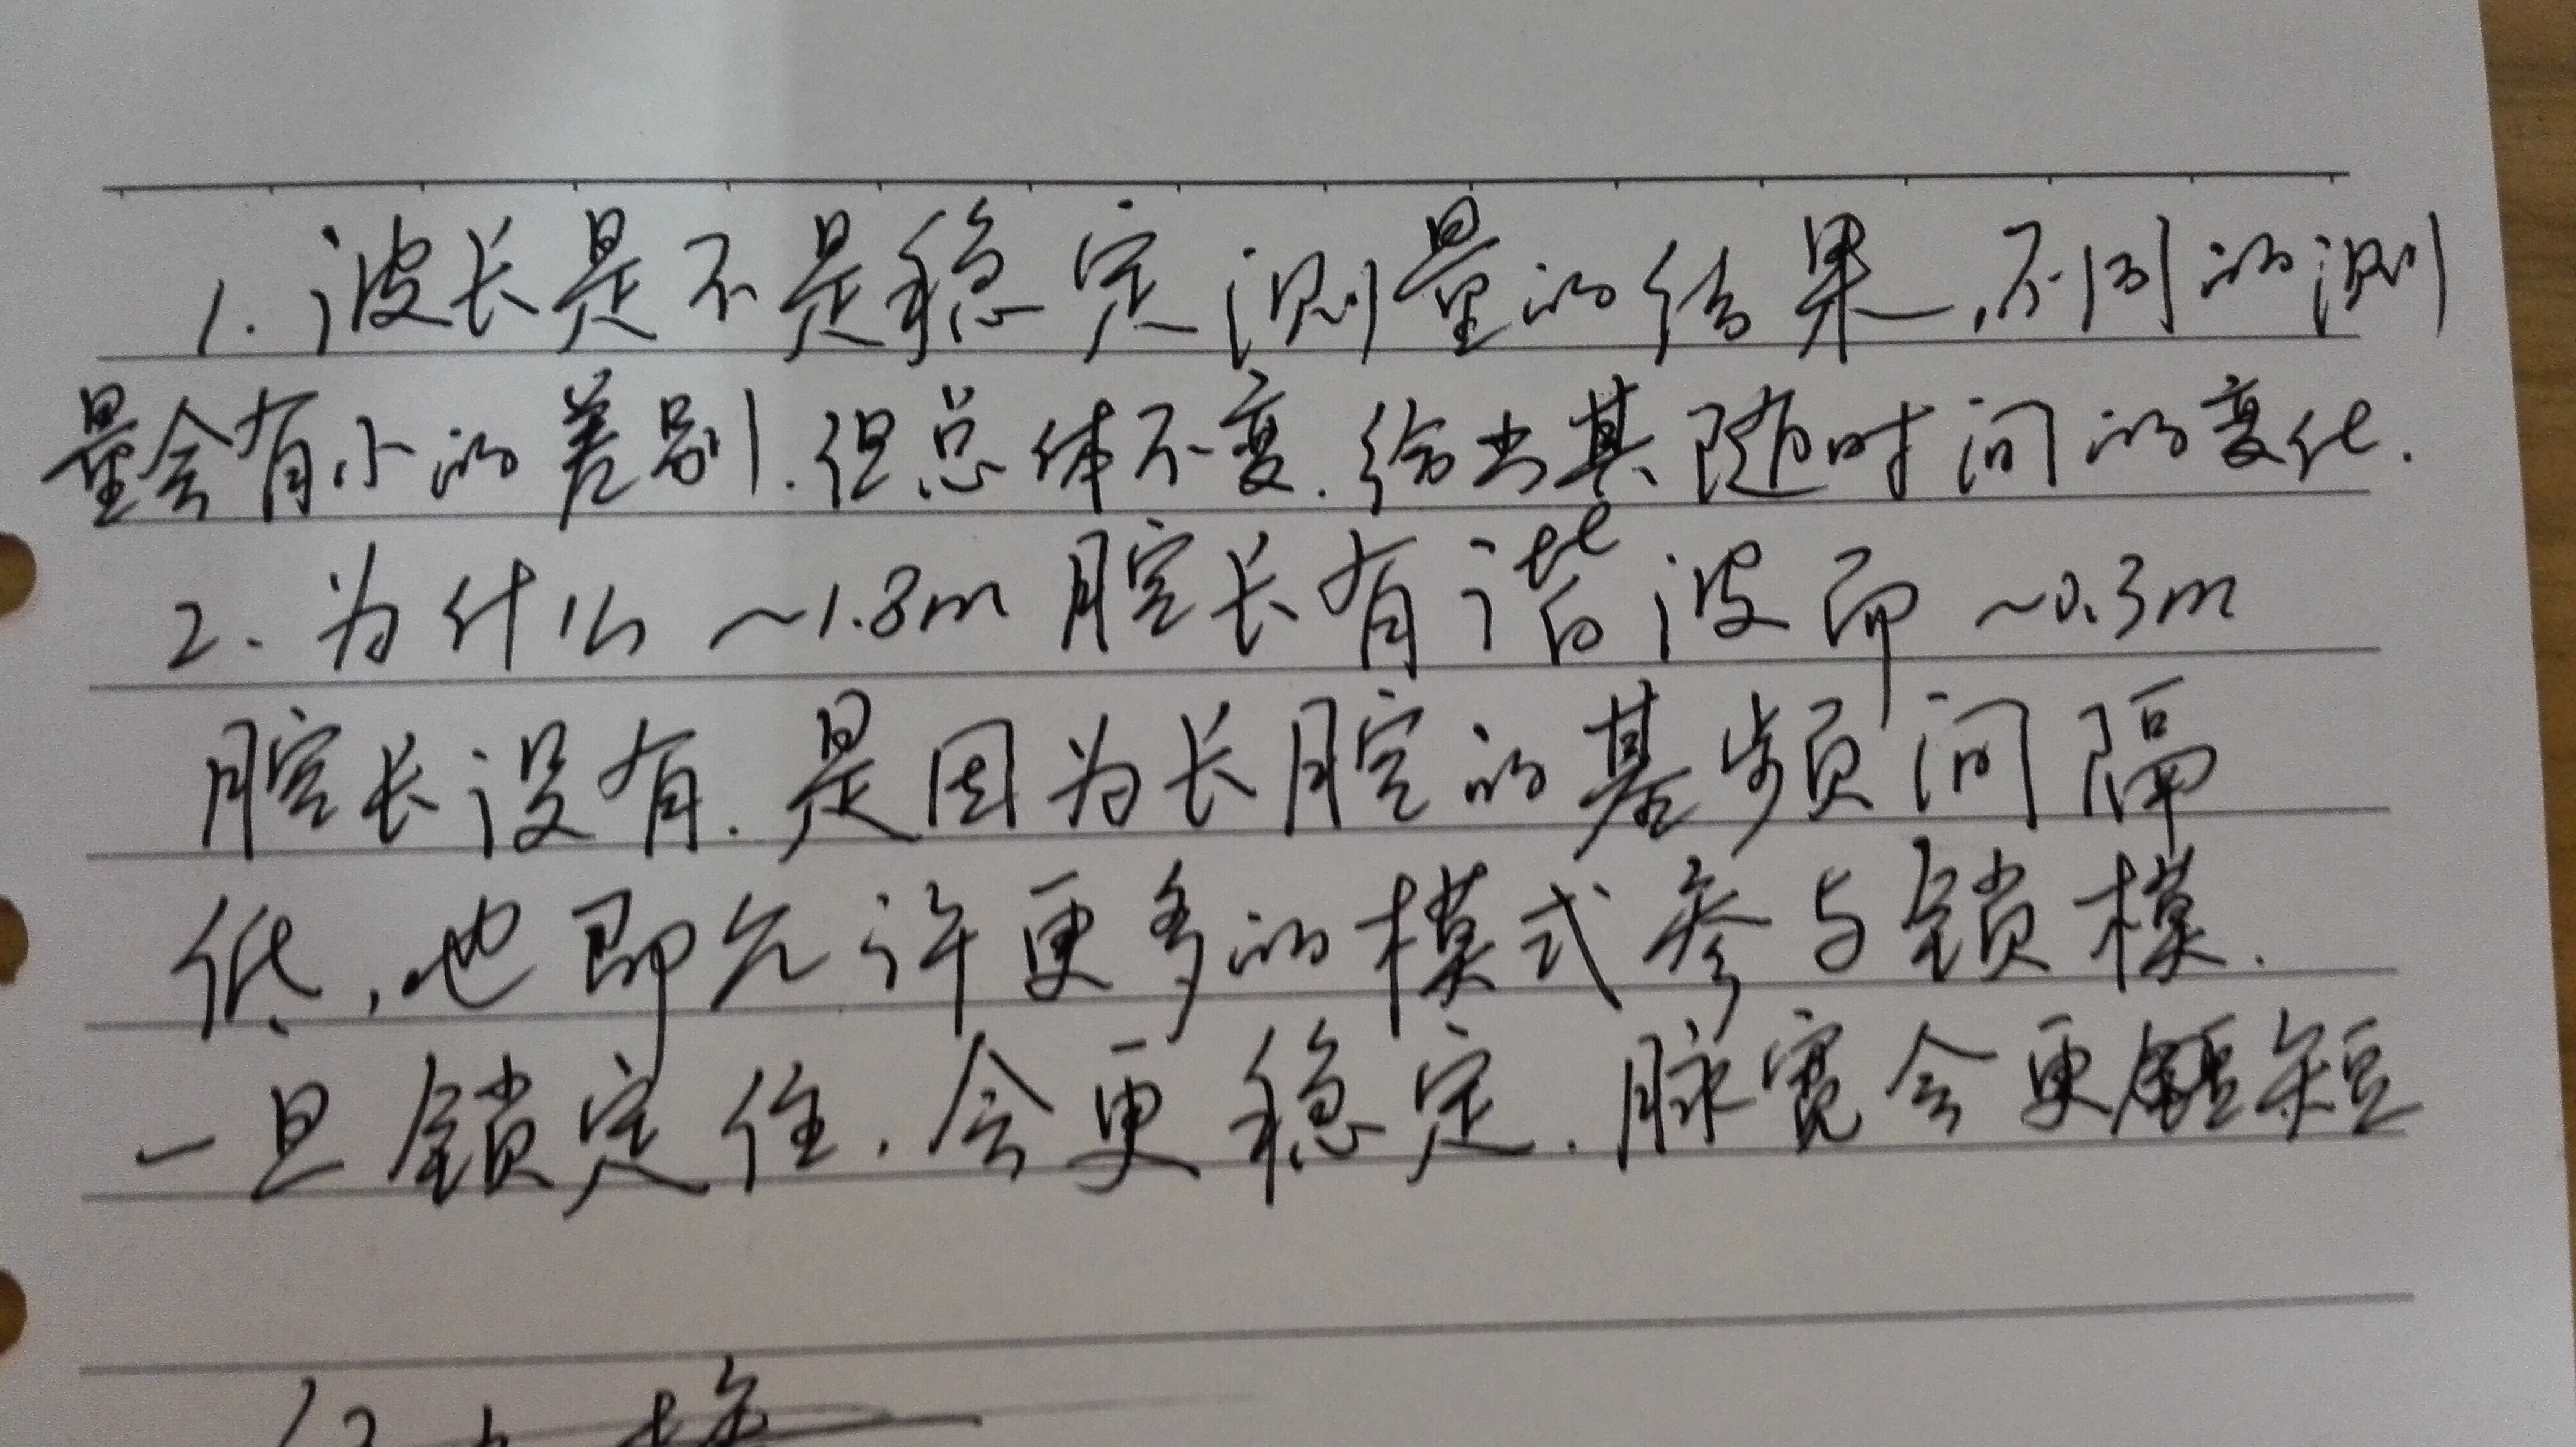 1. 波长是不是稳定测量的结果,不同的测
量会有小的差别.但总体不变.给出其随时间的变化.
2. 为什么 ~1.8m 腔长有谐波而 ~0.3m
腔长没有. 是因为长腔的基频间隔
低,也即允许更多的模式参与锁模.
一旦锁定住.会更稳定.脉宽会更短